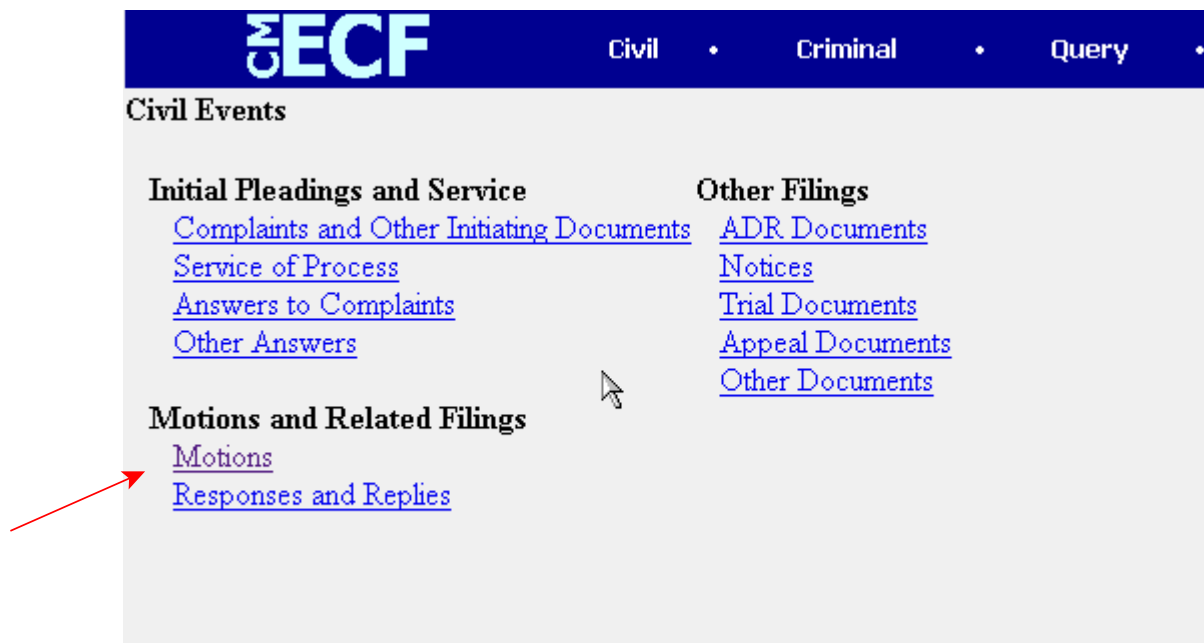 CM ECF Civil • Criminal • Query •
Civil Events
Initial Pleadings and Service
Complaints and Other Initiating Documents
Service of Process
Answers to Complaints
Other Answers
Motions and Related Filings
Motions
Responses and Replies
Other Filings
ADR Documents
Notices
Trial Documents
Appeal Documents
Other Documents